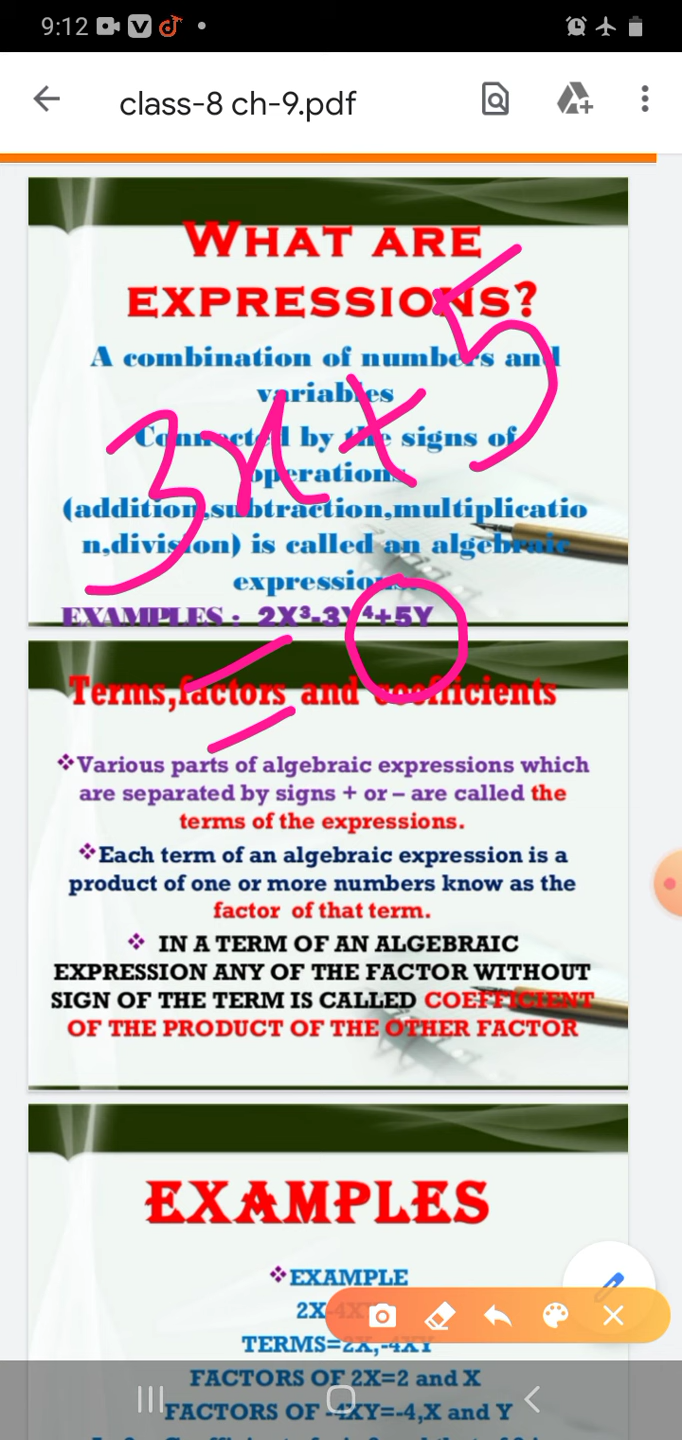 9:12
class-8 ch-9.pdf
WHAT ARE
EXPRESSIONS?
A combination of numbers and
variables
Connected by the signs of
operations
(addition,subtraction,multiplicatio
n,division) is called an algebraic
expression
EXAMPLES : 2X³-3Y⁴+5Y
3x+5
=0
Terms,factors and coefficients
❖Various parts of algebraic expressions which
are separated by signs + or – are called the
terms of the expressions.
❖Each term of an algebraic expression is a
product of one or more numbers know as the
factor of that term.
❖ IN A TERM OF AN ALGEBRAIC
EXPRESSION ANY OF THE FACTOR WITHOUT
SIGN OF THE TERM IS CALLED COEFFICIENT
OF THE PRODUCT OF THE OTHER FACTOR
EXAMPLES
❖EXAMPLE
2X-4X
TERMS=2X,-4XY
FACTORS OF 2X=2 and X
FACTORS OF -4XY=-4,X and Y